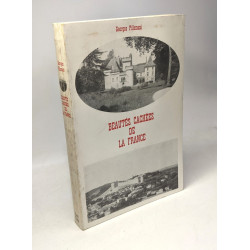 Georges Pillement
BEAUTÉS CACHÉES
DE
LA FRANCE